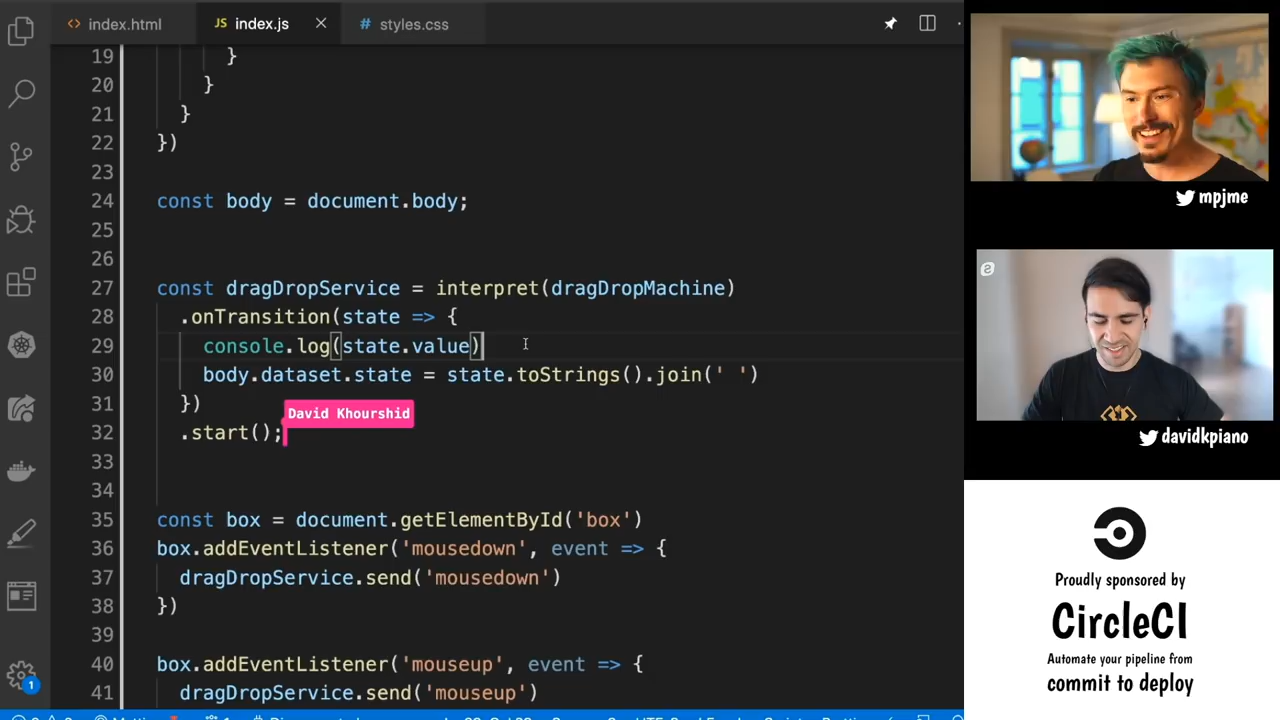 index.html
JS index.js
# styles.css
19 }
20 }
21 }
22 })
23
24 const body = document.body;
25
26
27 const dragDropService = interpret(dragDropMachine)
28 .onTransition(state => {
29 console.log(state.value)
30 body.dataset.state = state.toStrings().join(' ')
31 })
David Khourshid
32 .start();
33
34
35 const box = document.getElementById('box')
36 box.addEventListener('mousedown', event => {
37 dragDropService.send('mousedown')
38 })
39
40 box.addEventListener('mouseup', event => {
41 dragDropService.send('mouseup')
1
mpjme
davidkpiano
Proudly sponsored by
CircleCI
Automate your pipeline from
commit to deploy